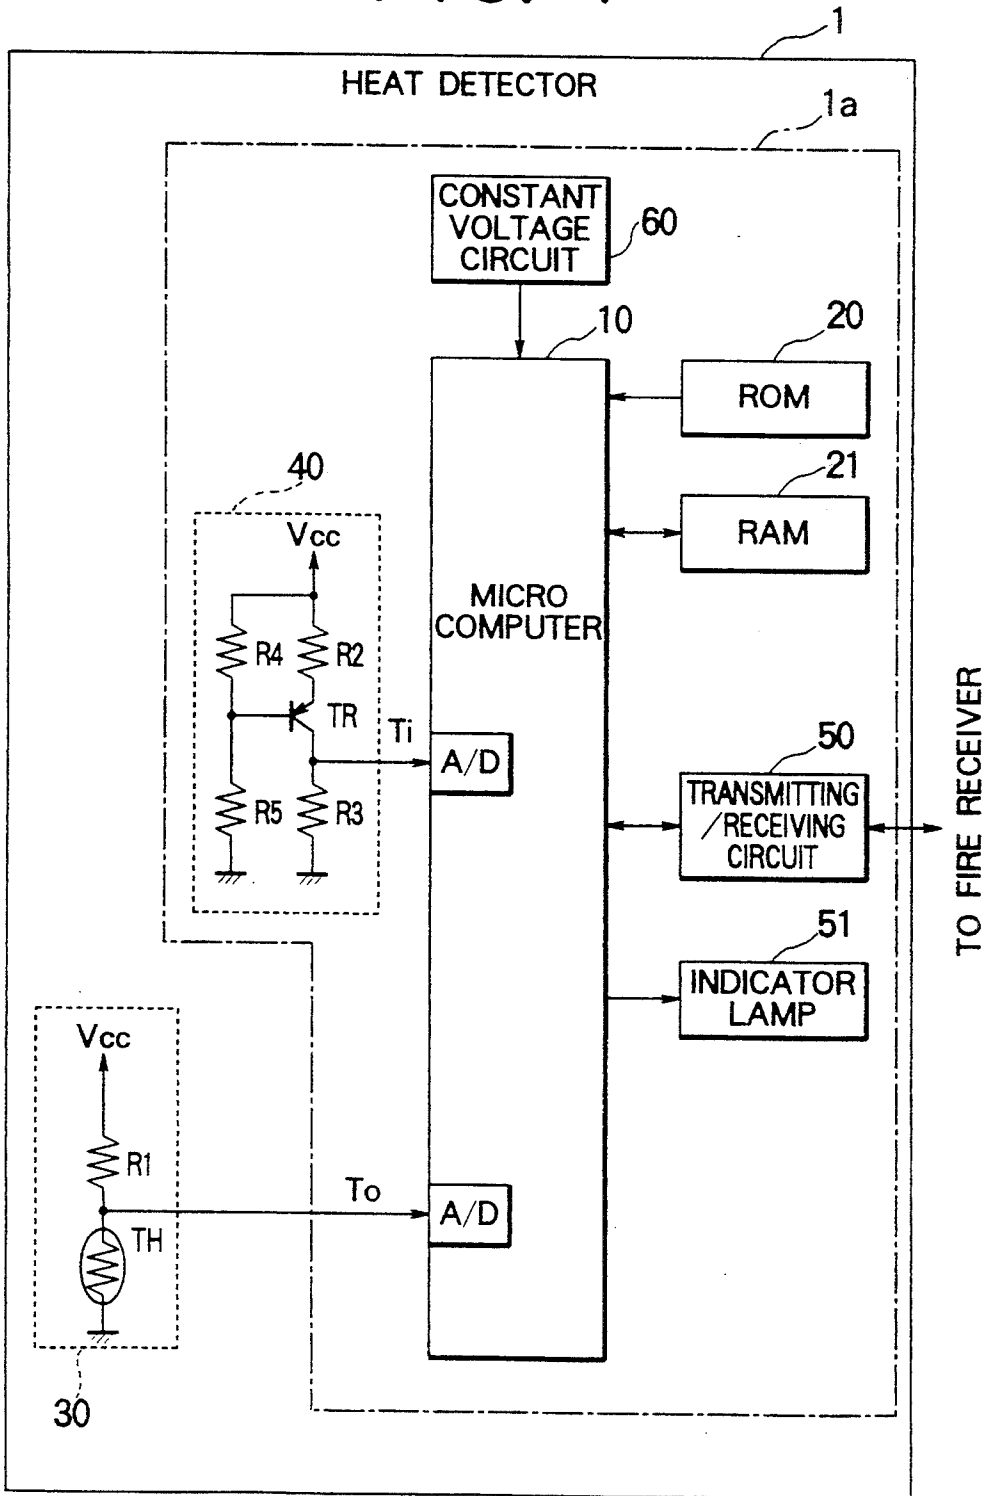 1
HEAT DETECTOR
1a
CONSTANT
VOLTAGE
CIRCUIT
60
10
20
ROM
40
21
Vcc
RAM
MICRO
COMPUTER
R4
R2
TR
Ti
A/D
50
TRANSMITTING
/RECEIVING
CIRCUIT
TO FIRE RECEIVER
R5
R3
51
INDICATOR
LAMP
Vcc
R1
To
A/D
TH
30